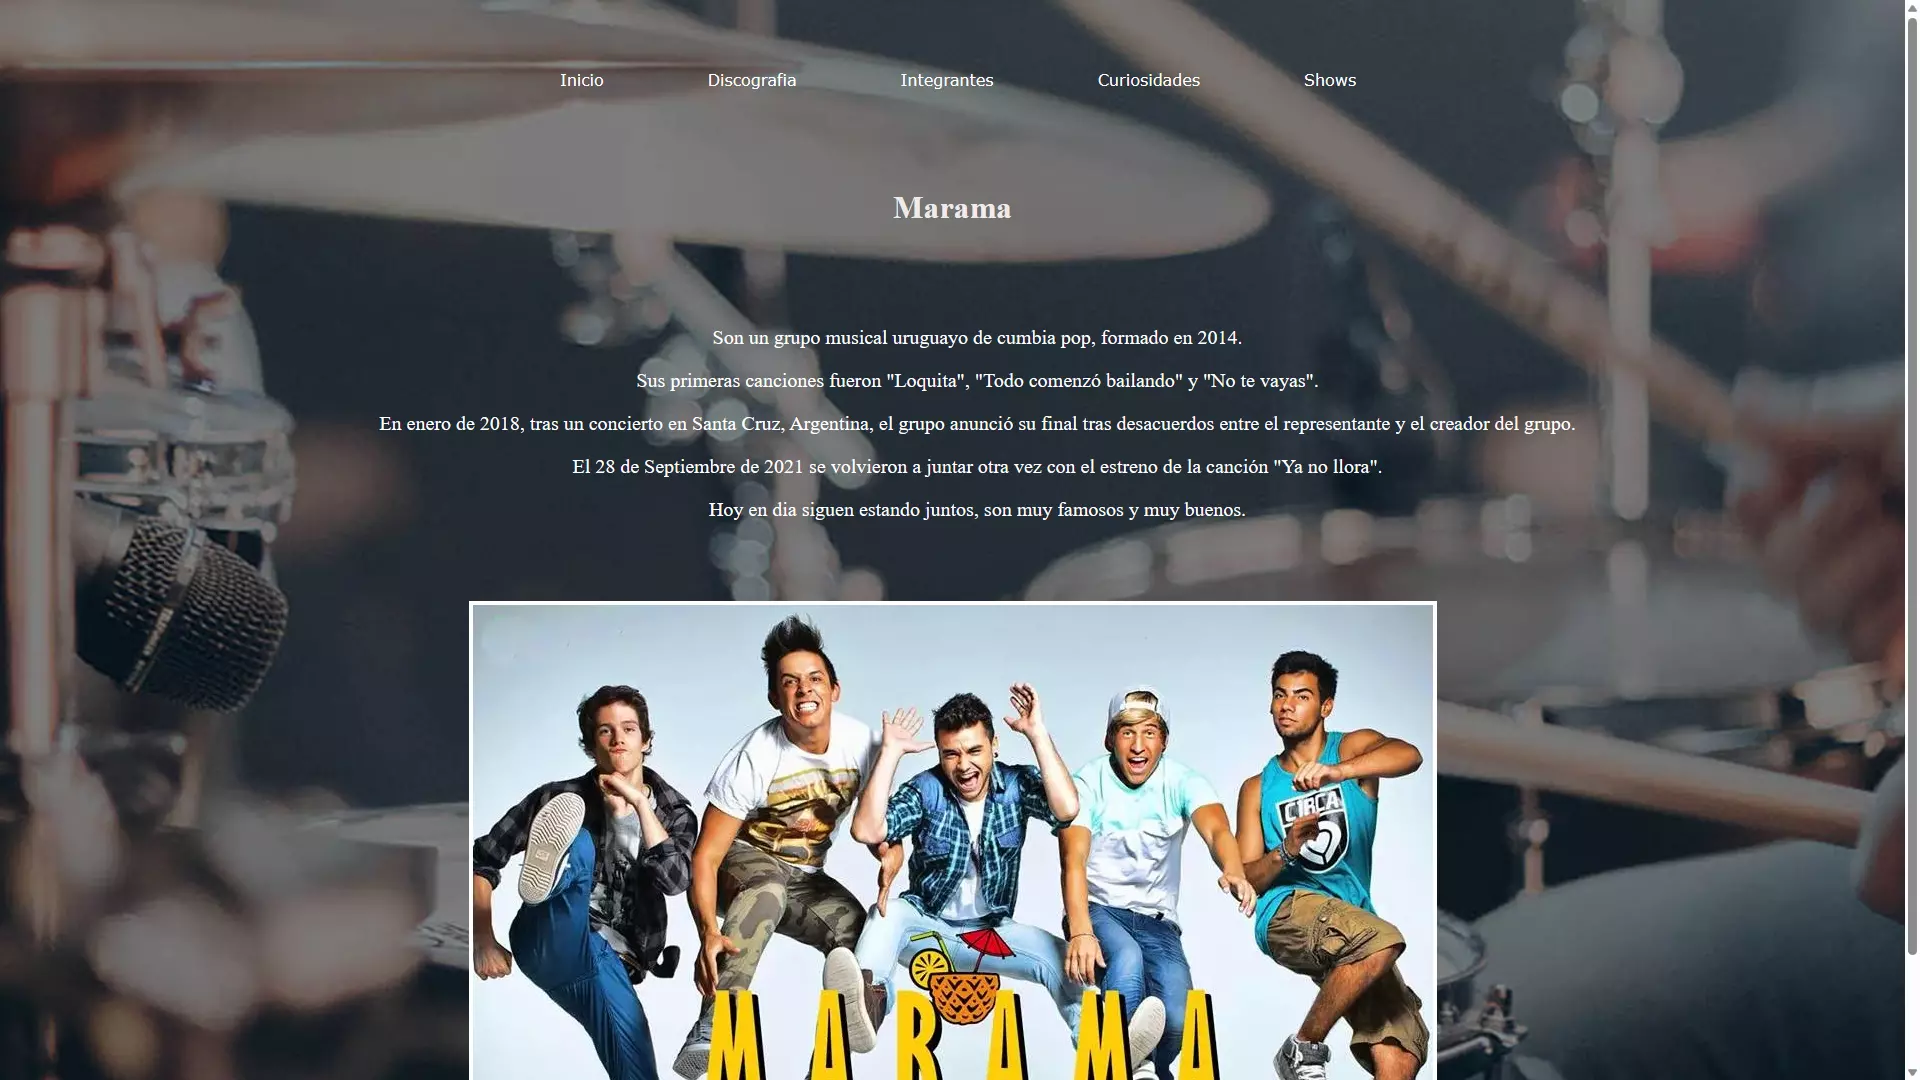 Inicio Discografia Integrantes Curiosidades Shows
Marama
Son un grupo musical uruguayo de cumbia pop, formado en 2014.
Sus primeras canciones fueron "Loquita", "Todo comenzó bailando" y "No te vayas".
En enero de 2018, tras un concierto en Santa Cruz, Argentina, el grupo anunció su final tras desacuerdos entre el representante y el creador del grupo.
El 28 de Septiembre de 2021 se volvieron a juntar otra vez con el estreno de la canción "Ya no llora".
Hoy en dia siguen estando juntos, son muy famosos y muy buenos.
CIRCA
MARAMA